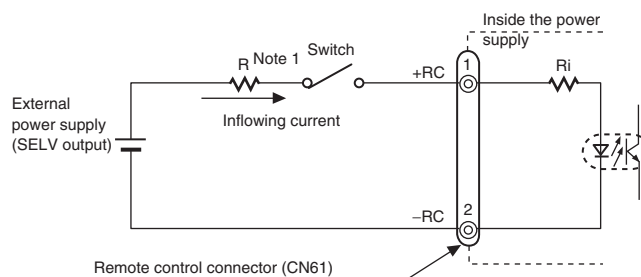 Inside the power
supply
R Note 1 Switch
+RC 1 Ri
External
power supply
(SELV output)
Inflowing current
−RC 2
Remote control connector (CN61)